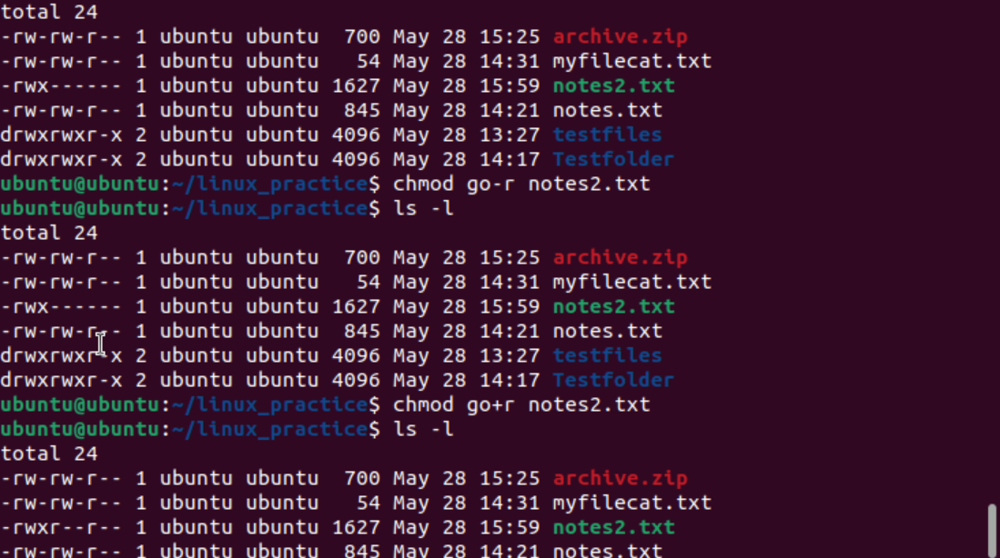 total 24
-rw-rw-r-- 1 ubuntu ubuntu  700 May 28 15:25 archive.zip
-rw-rw-r-- 1 ubuntu ubuntu   54 May 28 14:31 myfilecat.txt
-rwx------ 1 ubuntu ubuntu 1627 May 28 15:59 notes2.txt
-rw-rw-r-- 1 ubuntu ubuntu  845 May 28 14:21 notes.txt
drwxrwxr-x 2 ubuntu ubuntu 4096 May 28 13:27 testfiles
drwxrwxr-x 2 ubuntu ubuntu 4096 May 28 14:17 Testfolder
ubuntu@ubuntu:~/linux_practice$ chmod go-r notes2.txt
ubuntu@ubuntu:~/linux_practice$ ls -l
total 24
-rw-rw-r-- 1 ubuntu ubuntu  700 May 28 15:25 archive.zip
-rw-rw-r-- 1 ubuntu ubuntu   54 May 28 14:31 myfilecat.txt
-rwx------ 1 ubuntu ubuntu 1627 May 28 15:59 notes2.txt
-rw-rw-r-- 1 ubuntu ubuntu  845 May 28 14:21 notes.txt
drwxrwxr-x 2 ubuntu ubuntu 4096 May 28 13:27 testfiles
drwxrwxr-x 2 ubuntu ubuntu 4096 May 28 14:17 Testfolder
ubuntu@ubuntu:~/linux_practice$ chmod go+r notes2.txt
ubuntu@ubuntu:~/linux_practice$ ls -l
total 24
-rw-rw-r-- 1 ubuntu ubuntu  700 May 28 15:25 archive.zip
-rw-rw-r-- 1 ubuntu ubuntu   54 May 28 14:31 myfilecat.txt
-rwxr--r-- 1 ubuntu ubuntu 1627 May 28 15:59 notes2.txt
-rw-rw-r-- 1 ubuntu ubuntu  845 May 28 14:21 notes.txt